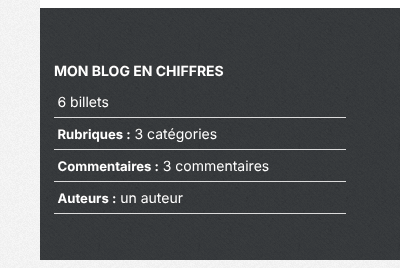 MON BLOG EN CHIFFRES
6 billets
Rubriques : 3 catégories
Commentaires : 3 commentaires
Auteurs : un auteur